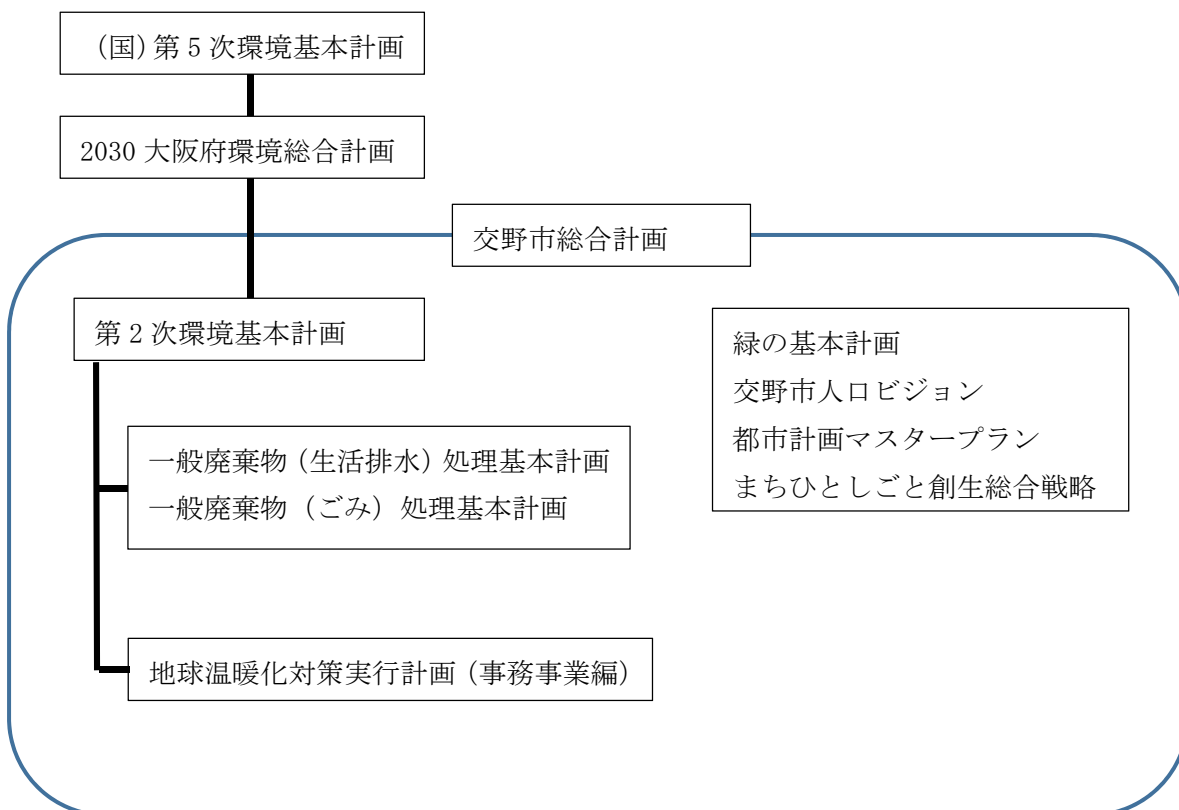 (国)第5次環境基本計画
2030 大阪府環境総合計画
交野市総合計画
第2次環境基本計画
緑の基本計画
交野市人口ビジョン
都市計画マスタープラン
まちひとしごと創生総合戦略
一般廃棄物(生活排水)処理基本計画
一般廃棄物(ごみ)処理基本計画
地球温暖化対策実行計画(事務事業編)